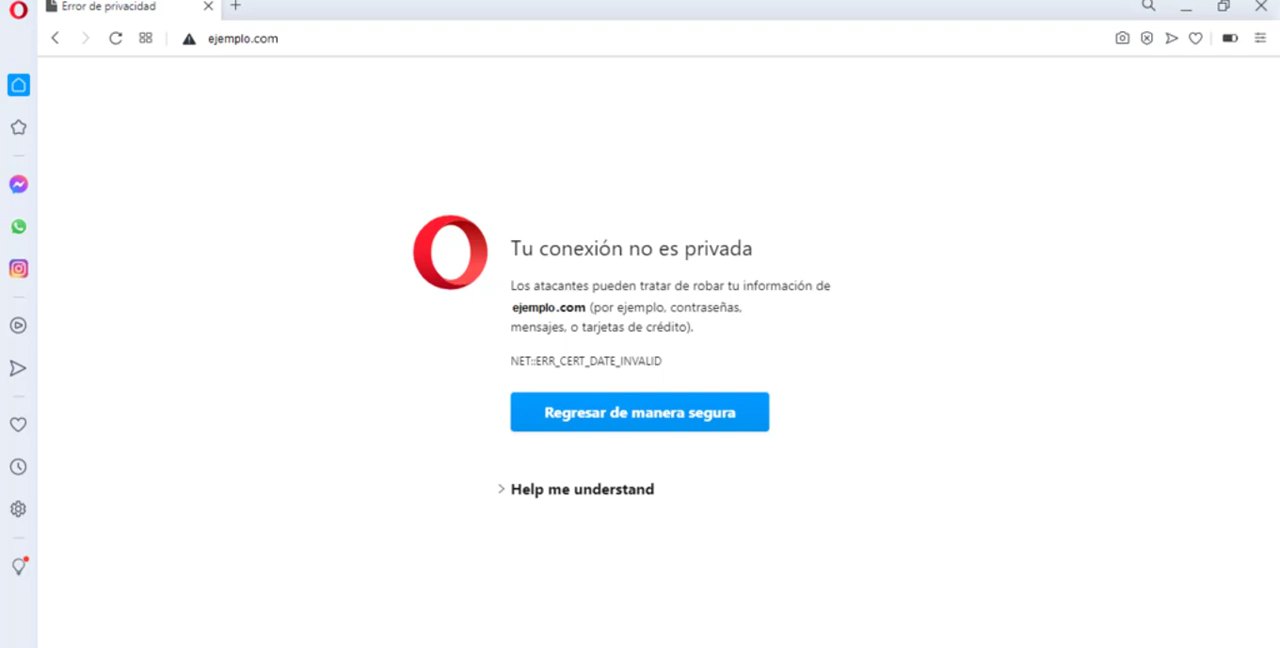 Error de privacidad
ejemplo.com
Tu conexión no es privada
Los atacantes pueden tratar de robar tu información de
ejemplo.com (por ejemplo, contraseñas,
mensajes, o tarjetas de crédito).
NET::ERR_CERT_DATE_INVALID
Regresar de manera segura
Help me understand